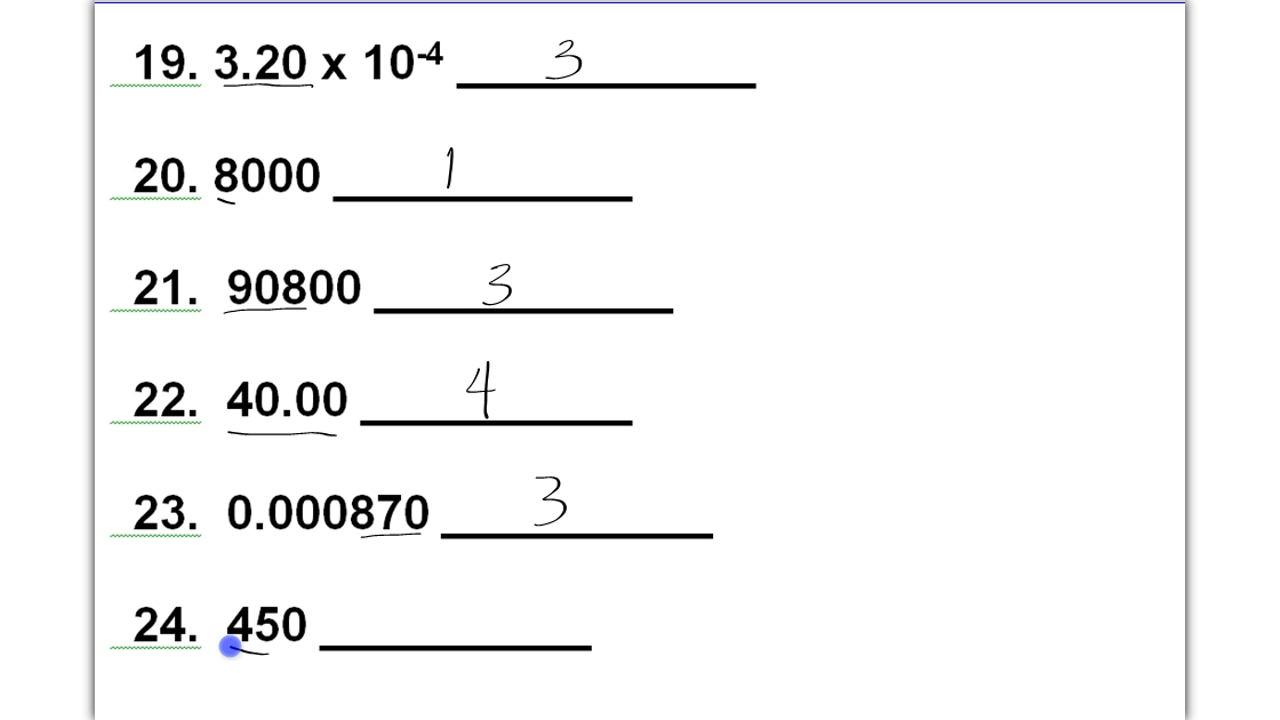 19. 3.20 x 10⁻⁴ 3
20. 8000 1
21. 90800 3
22. 40.00 4
23. 0.000870 3
24. 450